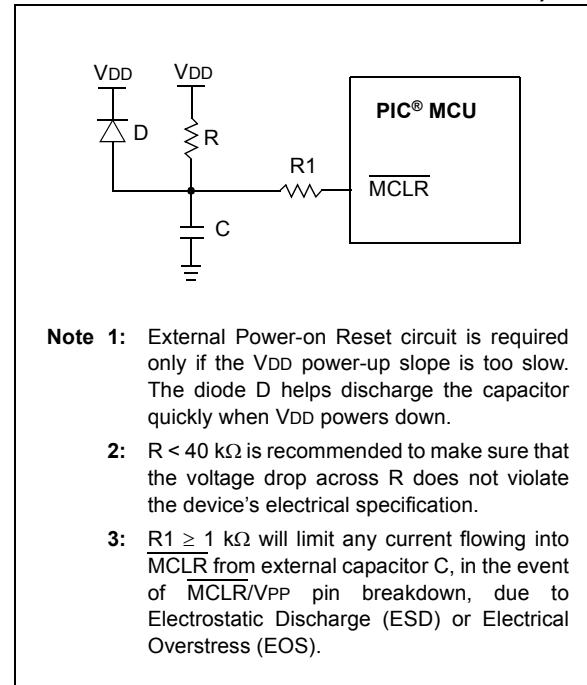 VDD VDD
PIC® MCU
D
R
R1
MCLR
C
Note 1: External Power-on Reset circuit is required
only if the VDD power-up slope is too slow.
The diode D helps discharge the capacitor
quickly when VDD powers down.
2: R < 40 kΩ is recommended to make sure that
the voltage drop across R does not violate
the device's electrical specification.
3: R1 ≥ 1 kΩ will limit any current flowing into
MCLR from external capacitor C, in the event
of MCLR/VPP pin breakdown, due to
Electrostatic Discharge (ESD) or Electrical
Overstress (EOS).